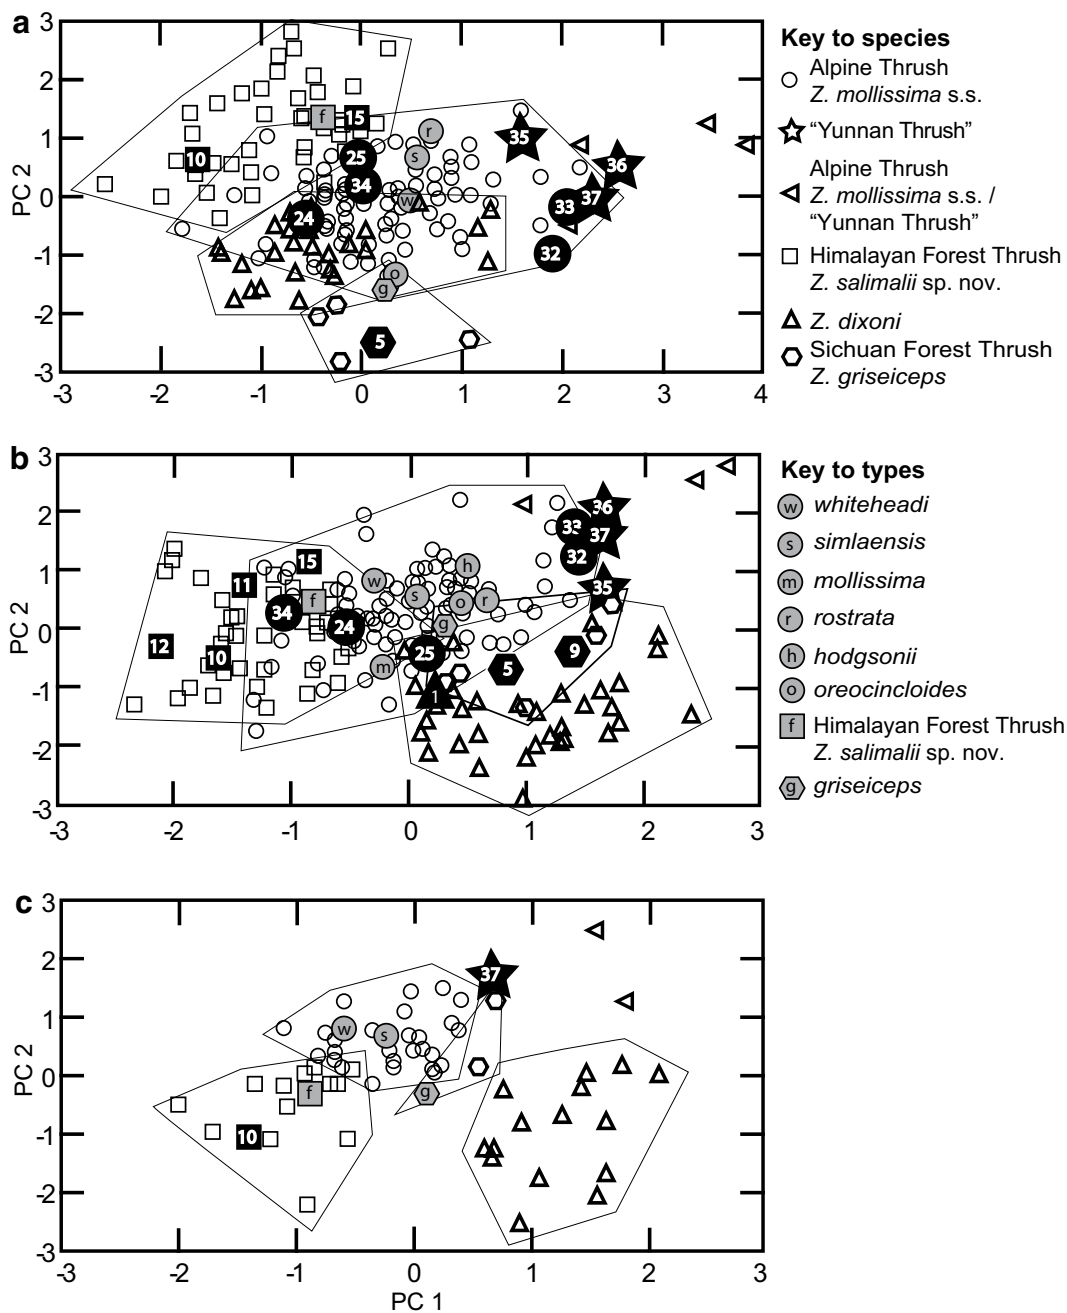 a
3
2
1
0
-1
-2
-3
PC 2
-3
-2
-1
0
1
2
3
4
f
15
10
25
34
24
r
s
w
35
36
37
33
32
g
5
Key to species
Alpine Thrush
Z. mollissima s.s.
“Yunnan Thrush”
Alpine Thrush
Z. mollissima s.s. /
“Yunnan Thrush”
Himalayan Forest Thrush
Z. salimalii sp. nov.
Z. dixoni
Sichuan Forest Thrush
Z. griseiceps
b
3
2
1
0
-1
-2
-3
PC 2
-3
-2
-1
0
1
2
3
15
11
12
10
f
34
24
w
s
h
o
r
g
m
25
1
5
9
36
33
37
32
35
Key to types
w whiteheadi
s simlaensis
m mollissima
r rostrata
h hodgsonii
o oreocincloides
f Himalayan Forest Thrush
Z. salimalii sp. nov.
g griseiceps
c
3
2
1
0
-1
-2
-3
PC 2
-3
-2
-1
0
1
2
3
PC 1
37
w
s
f
g
10